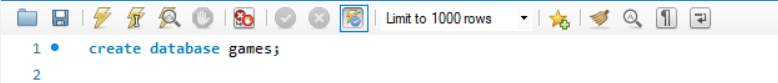 Limit to 1000 rows
1 create database games;
2